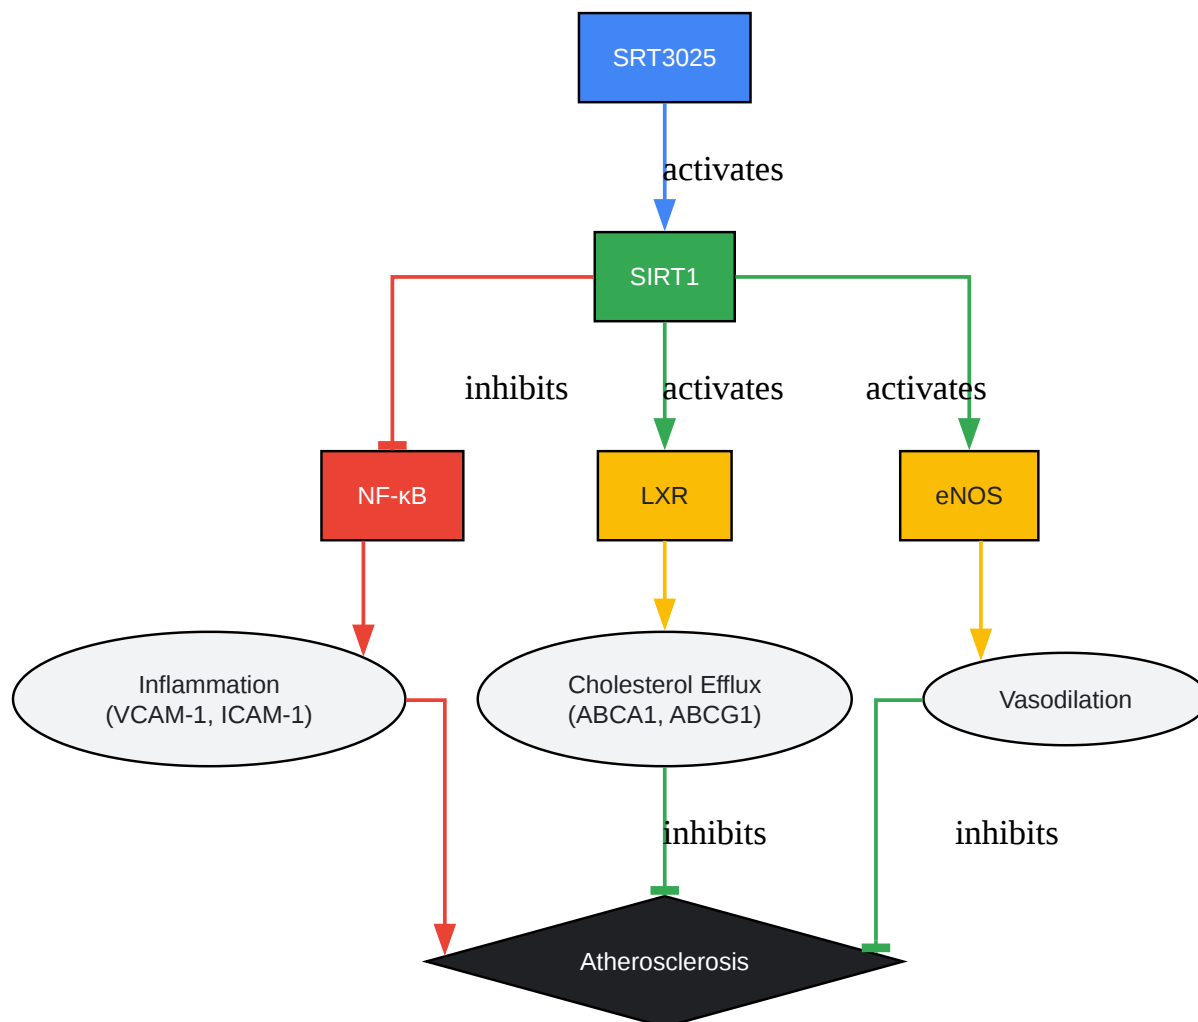 SRT3025
activates
SIRT1
inhibits
activates
activates
NF-κB
LXR
eNOS
Inflammation
(VCAM-1, ICAM-1)
Cholesterol Efflux
(ABCA1, ABCG1)
Vasodilation
inhibits
inhibits
Atherosclerosis